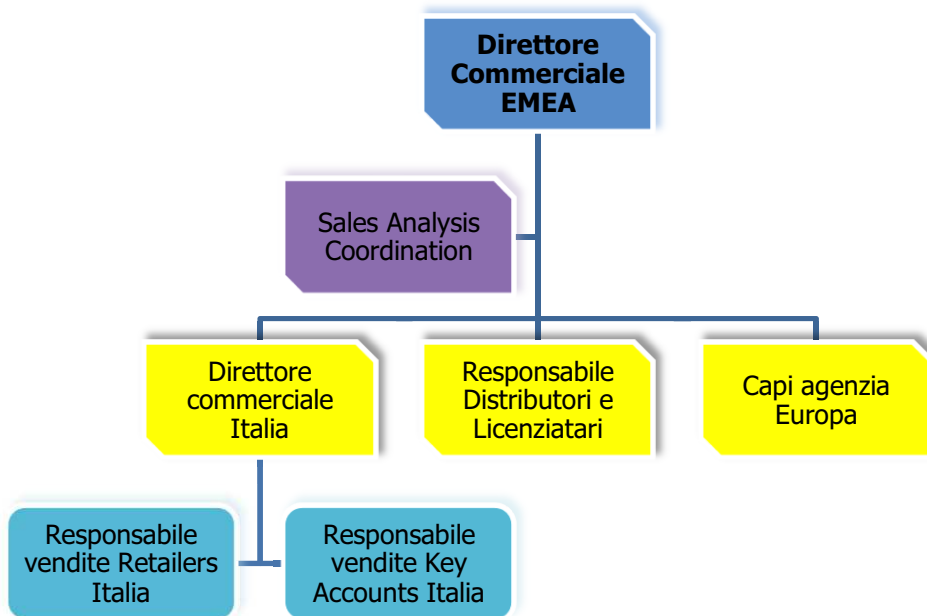 Direttore
Commerciale
EMEA
Sales Analysis
Coordination
Direttore
commerciale
Italia
Responsabile
Distributori e
Licenziatari
Capi agenzia
Europa
Responsabile
vendite Retailers
Italia
Responsabile
vendite Key
Accounts Italia